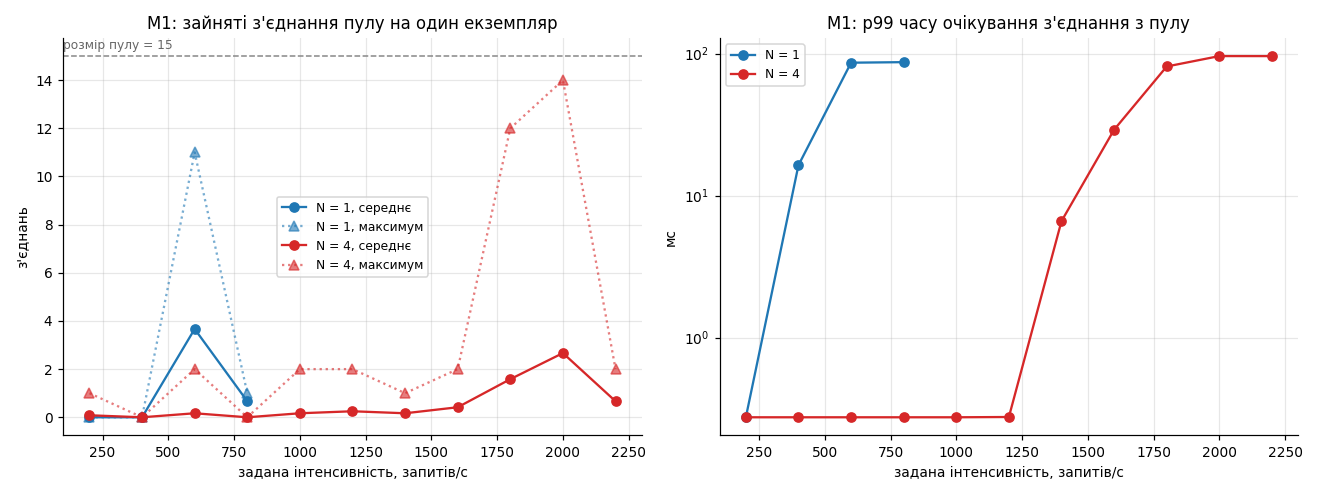 M1: зайняті з'єднання пулу на один екземпляр
розмір пулу = 15
14
12
10
8
6
4
2
0
з'єднань
N = 1, середнє
N = 1, максимум
N = 4, середнє
N = 4, максимум
250
500
750
1000
1250
1500
1750
2000
2250
задана інтенсивність, запитів/с
M1: p99 часу очікування з'єднання з пулу
N = 1
N = 4
10²
10¹
10⁰
мс
250
500
750
1000
1250
1500
1750
2000
2250
задана інтенсивність, запитів/с